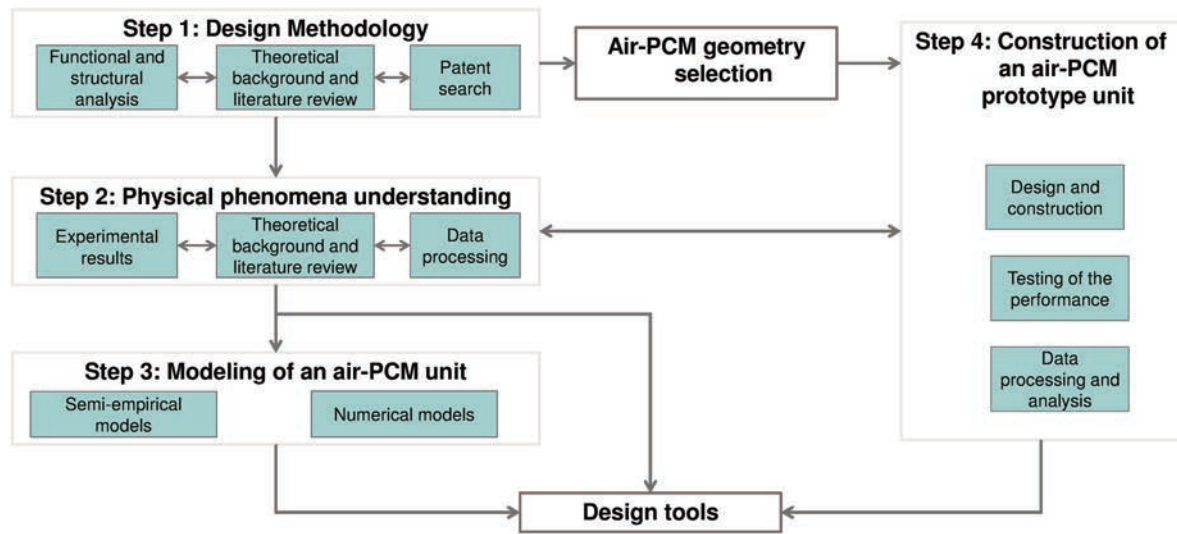 Step 1: Design Methodology
Functional and
structural
analysis
Theoretical
background and
literature review
Patent
search
Air-PCM geometry
selection
Step 4: Construction of
an air-PCM
prototype unit
Design and
construction
Testing of the
performance
Data
processing and
analysis
Step 2: Physical phenomena understanding
Experimental
results
Theoretical
background and
literature review
Data
processing
Step 3: Modeling of an air-PCM unit
Semi-empirical
models
Numerical models
Design tools